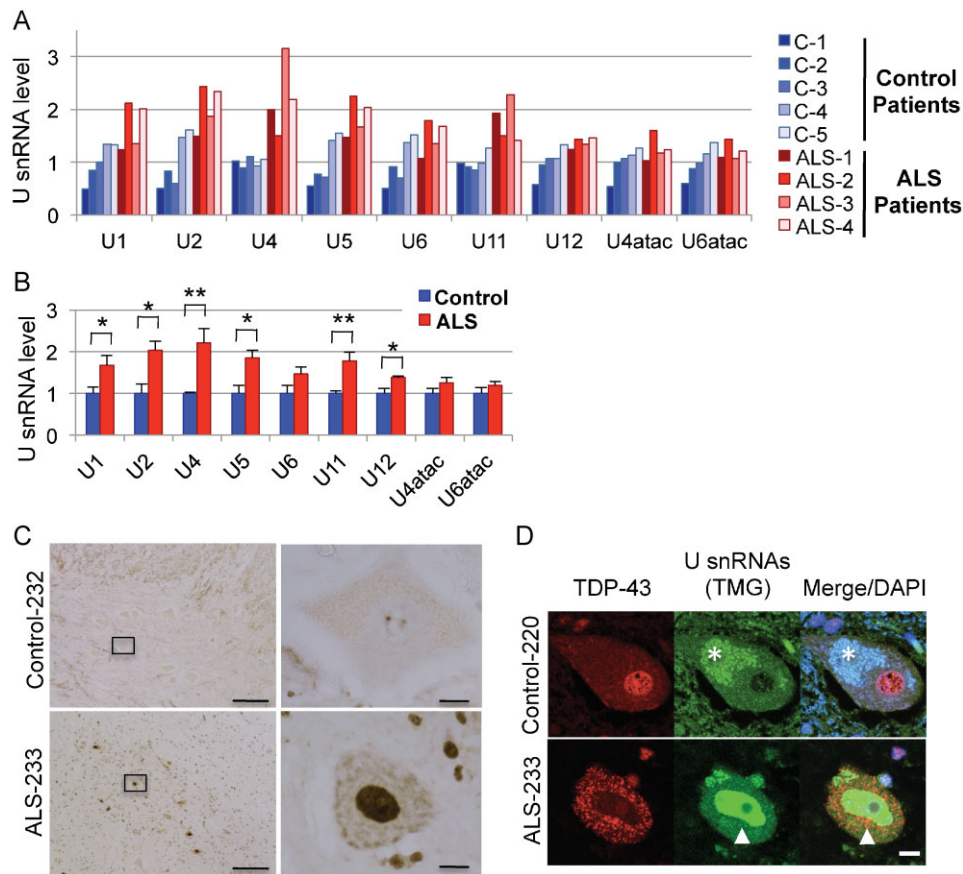 A
U snRNA level
3
2
1
0
U1 U2 U4 U5 U6 U11 U12 U4atac U6atac
C-1
C-2
C-3
C-4
C-5
Control
Patients
ALS-1
ALS-2
ALS-3
ALS-4
ALS
Patients
B
U snRNA level
3
2
1
0
* * ** * ** *
Control
ALS
U1 U2 U4 U5 U6 U11 U12 U4atac U6atac
C
Control-232
ALS-233
D
TDP-43
U snRNAs
(TMG)
Merge/DAPI
Control-220
* *
ALS-233